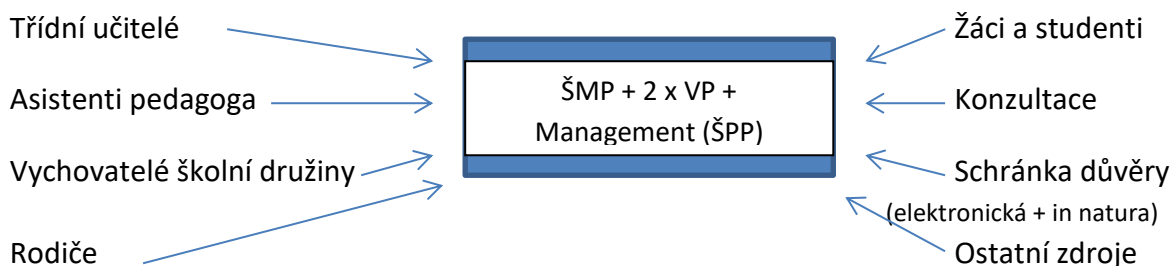 Třídní učitelé
Asistenti pedagoga
Vychovatelé školní družiny
Rodiče
ŠMP + 2 x VP +
Management (ŠPP)
Žáci a studenti
Konzultace
Schránka důvěry
(elektronická + in natura)
Ostatní zdroje